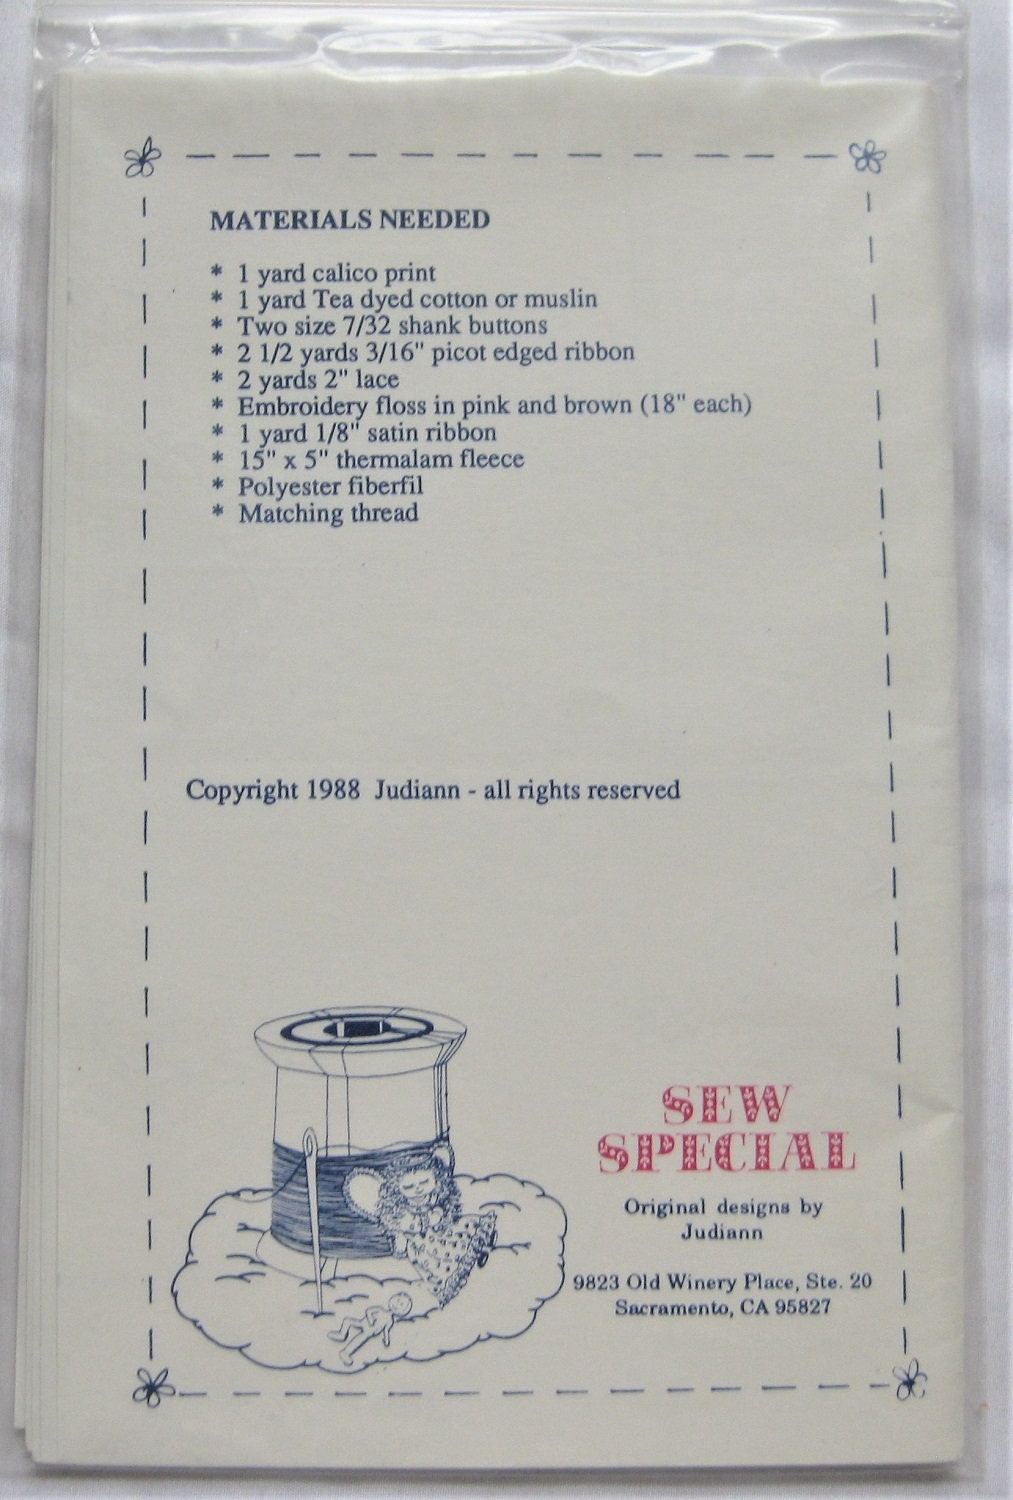 MATERIALS NEEDED
* 1 yard calico print
* 1 yard Tea dyed cotton or muslin
* Two size 7/32 shank buttons
* 2 1/2 yards 3/16" picot edged ribbon
* 2 yards 2" lace
* Embroidery floss in pink and brown (18" each)
* 1 yard 1/8" satin ribbon
* 15" x 5" thermalam fleece
* Polyester fiberfil
* Matching thread
Copyright 1988 Judiann - all rights reserved
SEW
SPECIAL
Original designs by
Judiann
9823 Old Winery Place, Ste. 20
Sacramento, CA 95827